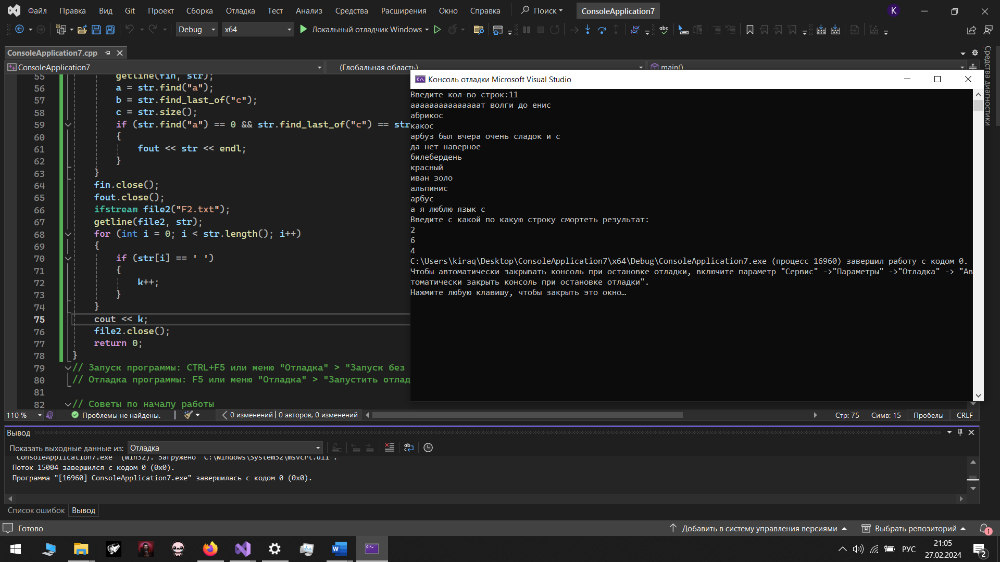 Файл Правка Вид Git Проект Сборка Отладка Тест Анализ Средства Расширения Окно Справка Поиск ConsoleApplication7 K
Debug x64 Локальный отладчик Windows
ConsoleApplication7.cpp
ConsoleApplication7 (Глобальная область) main()
Средства диагностики
55 getline(fin, str);
56 a = str.find("a");
57 b = str.find_last_of("c");
58 c = str.size();
59 if (str.find("a") == 0 && str.find_last_of("c") == str
60 {
61 fout << str << endl;
62 }
63 }
64 fin.close();
65 fout.close();
66 ifstream file2("F2.txt");
67 getline(file2, str);
68 for (int i = 0; i < str.length(); i++)
69 {
70 if (str[i] == ' ')
71 {
72 k++;
73 }
74 }
75 cout << k;
76 file2.close();
77 return 0;
78 }
79 // Запуск программы: CTRL+F5 или меню "Отладка" > "Запуск без
80 // Отладка программы: F5 или меню "Отладка" > "Запустить отлад
81
82 // Советы по началу работы
Консоль отладки Microsoft Visual Studio
Введите кол-во строк:11
ааааааааааааааат волги до енис
абрикос
какос
арбуз был вчера очень сладок и с
да нет наверное
билебердень
красный
иван золо
альпинис
арбус
а я люблю язык с
Введите с какой по какую строку смортеть результат:
2
6
4
C:\Users\kiraq\Desktop\ConsoleApplication7\x64\Debug\ConsoleApplication7.exe (процесс 16960) завершил работу с кодом 0.
Чтобы автоматически закрывать консоль при остановке отладки, включите параметр "Сервис" ->"Параметры" ->"Отладка" -> "Ав
томатически закрыть консоль при остановке отладки".
Нажмите любую клавишу, чтобы закрыть это окно…
110 % Проблемы не найдены. 0 изменений | 0 авторов, 0 изменений Стр: 75 Симв: 15 Пробелы CRLF
Вывод
Показать выходные данные из: Отладка
"ConsoleApplication7.exe" (Win32). Загружено "C:\Windows\System32\msvcrt.dll".
Поток 15004 завершился с кодом 0 (0x0).
Программа "[16960] ConsoleApplication7.exe" завершилась с кодом 0 (0x0).
Список ошибок Вывод
Готово Добавить в систему управления версиями Выбрать репозиторий 1
РУС 21:05
27.02.2024 2